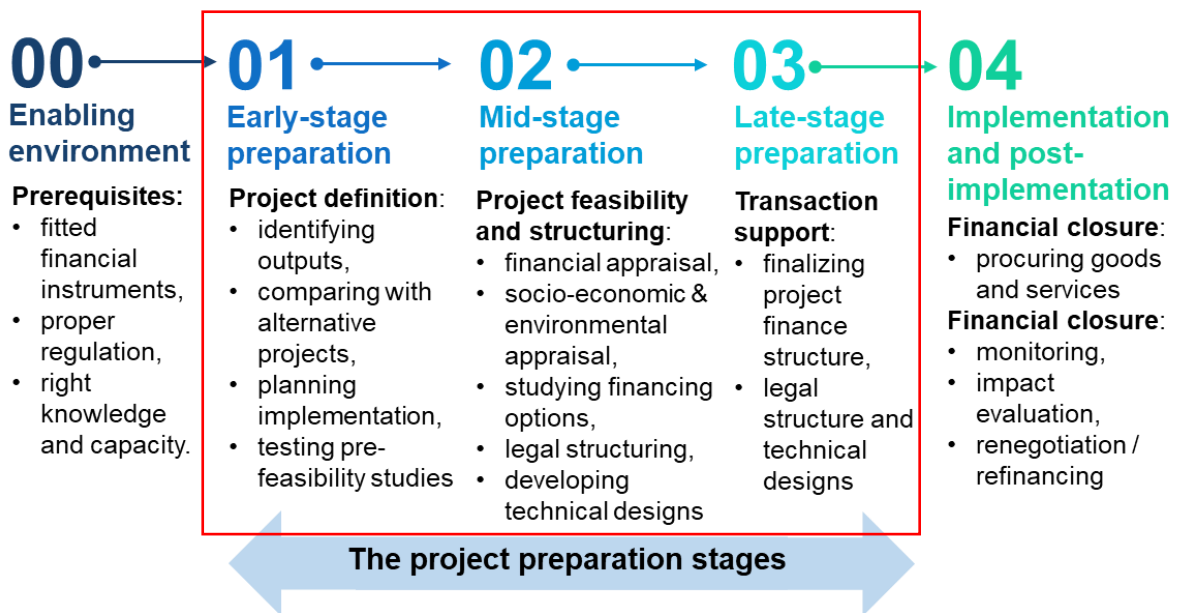 00
Enabling
environment
Prerequisites:
• fitted
financial
instruments,
• proper
regulation,
• right
knowledge
and capacity.
01
Early-stage
preparation
Project definition:
• identifying
outputs,
• comparing with
alternative
projects,
• planning
implementation,
• testing pre-
feasibility studies
02
Mid-stage
preparation
Project feasibility
and structuring:
• financial appraisal,
• socio-economic &
environmental
appraisal,
• studying financing
options,
• legal structuring,
• developing
technical designs
03
Late-stage
preparation
Transaction
support:
• finalizing
project
finance
structure,
• legal
structure and
technical
designs
04
Implementation
and post-
implementation
Financial closure:
• procuring goods
and services
Financial closure:
• monitoring,
• impact
evaluation,
• renegotiation /
refinancing
The project preparation stages